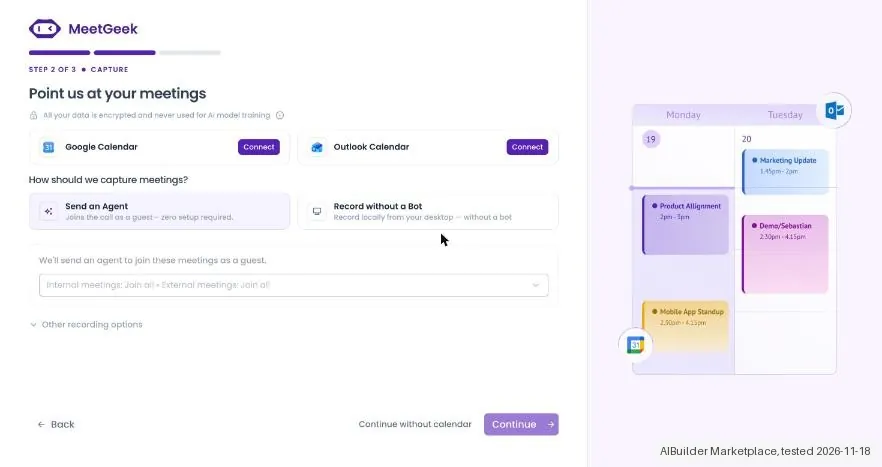 MeetGeek
STEP 2 OF 3 • CAPTURE
Point us at your meetings
All your data is encrypted and never used for AI model training
Google Calendar
Connect
Outlook Calendar
Connect
How should we capture meetings?
Send an Agent
Joins the call as a guest — zero setup required.
Record without a Bot
Record locally from your desktop — without a bot
We'll send an agent to join these meetings as a guest.
Internal meetings: Join all • External meetings: Join all
Other recording options
Back
Continue without calendar
Continue
Monday
Tuesday
19
20
Marketing Update
1.45pm - 2pm
Product Allignment
2pm - 3pm
Demo/Sebastian
2.30pm - 4.15pm
Mobile App Standup
2.30pm - 4.15pm
31
31
AIBuilder Marketplace, tested 2026-11-18